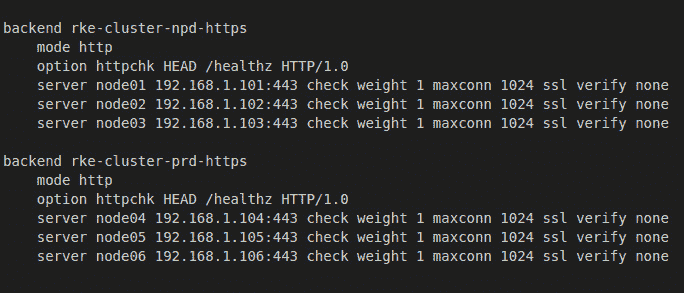 backend rke-cluster-npd-https
mode http
option httpchk HEAD /healthz HTTP/1.0
server node01 192.168.1.101:443 check weight 1 maxconn 1024 ssl verify none
server node02 192.168.1.102:443 check weight 1 maxconn 1024 ssl verify none
server node03 192.168.1.103:443 check weight 1 maxconn 1024 ssl verify none
backend rke-cluster-prd-https
mode http
option httpchk HEAD /healthz HTTP/1.0
server node04 192.168.1.104:443 check weight 1 maxconn 1024 ssl verify none
server node05 192.168.1.105:443 check weight 1 maxconn 1024 ssl verify none
server node06 192.168.1.106:443 check weight 1 maxconn 1024 ssl verify none